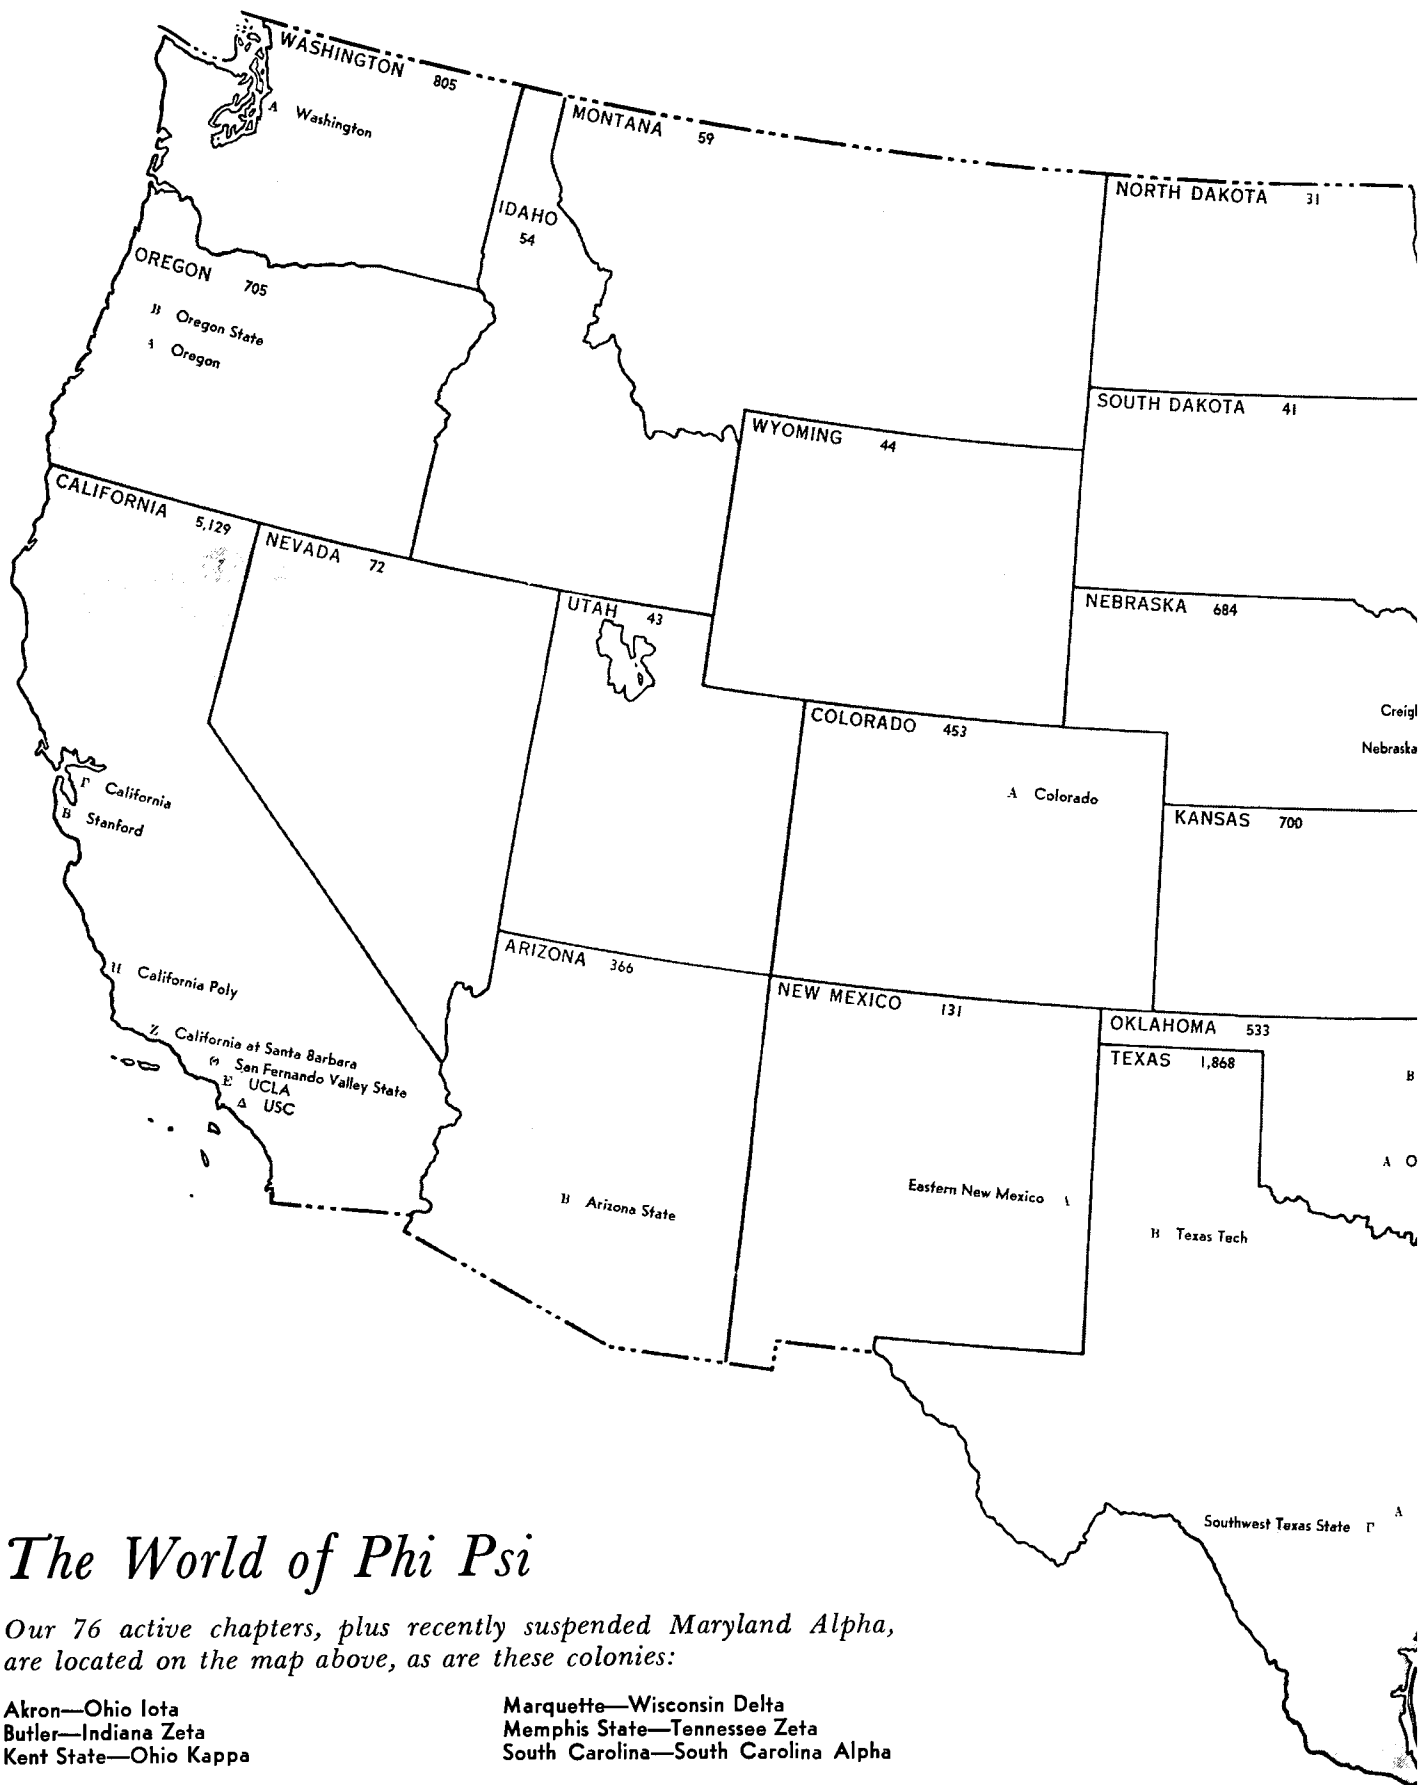 WASHINGTON 805
A Washington
MONTANA 59
NORTH DAKOTA 31
IDAHO
54
OREGON 705
B Oregon State
A Oregon
SOUTH DAKOTA 41
WYOMING 44
CALIFORNIA 5,129
NEVADA 72
UTAH 43
NEBRASKA 684
Creigh
Nebraska
COLORADO 453
A Colorado
Γ California
B Stanford
KANSAS 700
ARIZONA 366
H California Poly
NEW MEXICO 131
OKLAHOMA 533
Z California at Santa Barbara
San Fernando Valley State
E UCLA
Δ USC
TEXAS 1,868
B
A O
Eastern New Mexico A
B Arizona State
B Texas Tech
A
Southwest Texas State Γ
The World of Phi Psi
Our 76 active chapters, plus recently suspended Maryland Alpha,
are located on the map above, as are these colonies:
Akron—Ohio Iota
Butler—Indiana Zeta
Kent State—Ohio Kappa
Marquette—Wisconsin Delta
Memphis State—Tennessee Zeta
South Carolina—South Carolina Alpha